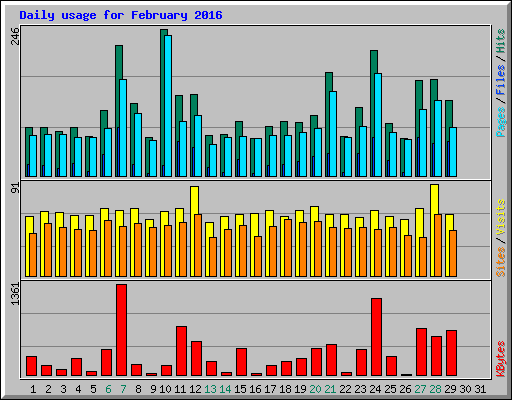 Daily usage for February 2016
246
Pages / Files / Hits
91
Sites / Visits
1361
KBytes
1 2 3 4 5 6 7 8 9 10 11 12 13 14 15 16 17 18 19 20 21 22 23 24 25 26 27 28 29 30 31